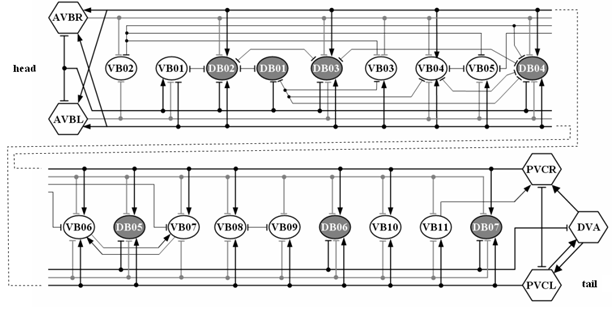 AVBR
head
VB02 VB01 DB02 DB01 DB03 VB03 VB04 VB05 DB04
AVBL
PVCR
VB06 DB05 VB07 VB08 VB09 DB06 VB10 VB11 DB07 DVA
PVCL
tail